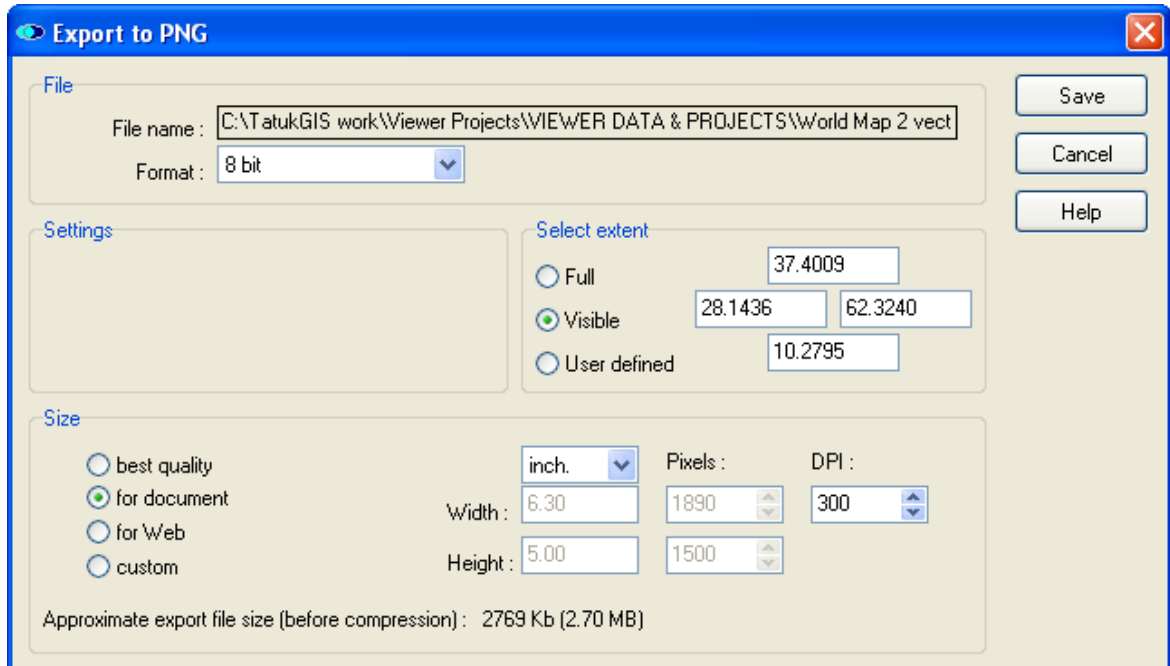 Export to PNG
File
File name :
C:\TatukGIS work\Viewer Projects\VIEWER DATA & PROJECTS\World Map 2 vect
Format :
8 bit
Save
Cancel
Help
Settings
Select extent
Full
37.4009
Visible
28.1436
62.3240
User defined
10.2795
Size
best quality
for document
for Web
custom
inch.
Pixels :
DPI :
Width :
6.30
1890
300
Height :
5.00
1500
Approximate export file size (before compression) : 2769 Kb (2.70 MB)